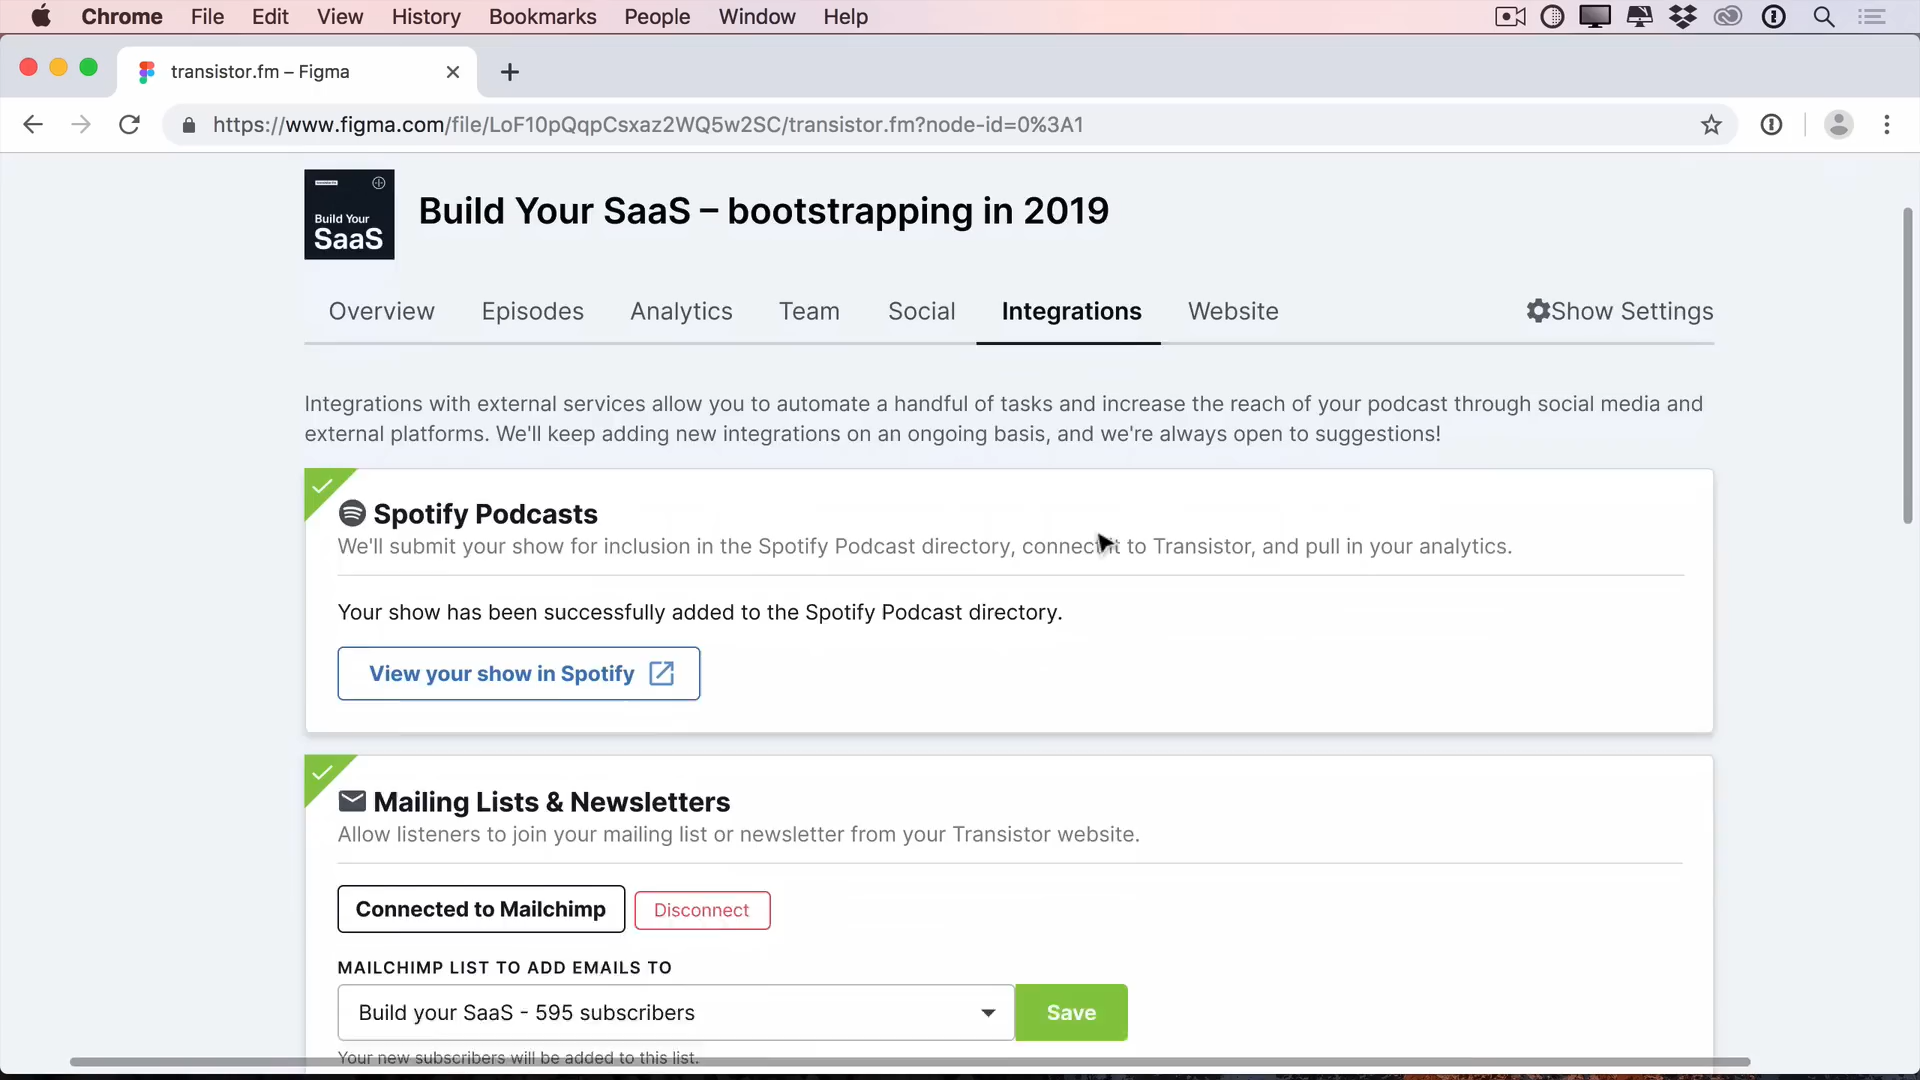 Chrome File Edit View History Bookmarks People Window Help
transistor.fm – Figma
https://www.figma.com/file/LoF10pQqpCsxaz2WQ5w2SC/transistor.fm?node-id=0%3A1
Build Your
SaaS
Build Your SaaS – bootstrapping in 2019
Overview Episodes Analytics Team Social Integrations Website Show Settings
Integrations with external services allow you to automate a handful of tasks and increase the reach of your podcast through social media and
external platforms. We'll keep adding new integrations on an ongoing basis, and we're always open to suggestions!
Spotify Podcasts
We'll submit your show for inclusion in the Spotify Podcast directory, connect it to Transistor, and pull in your analytics.
Your show has been successfully added to the Spotify Podcast directory.
View your show in Spotify
Mailing Lists & Newsletters
Allow listeners to join your mailing list or newsletter from your Transistor website.
Connected to Mailchimp Disconnect
MAILCHIMP LIST TO ADD EMAILS TO
Build your SaaS - 595 subscribers Save
Your new subscribers will be added to this list.